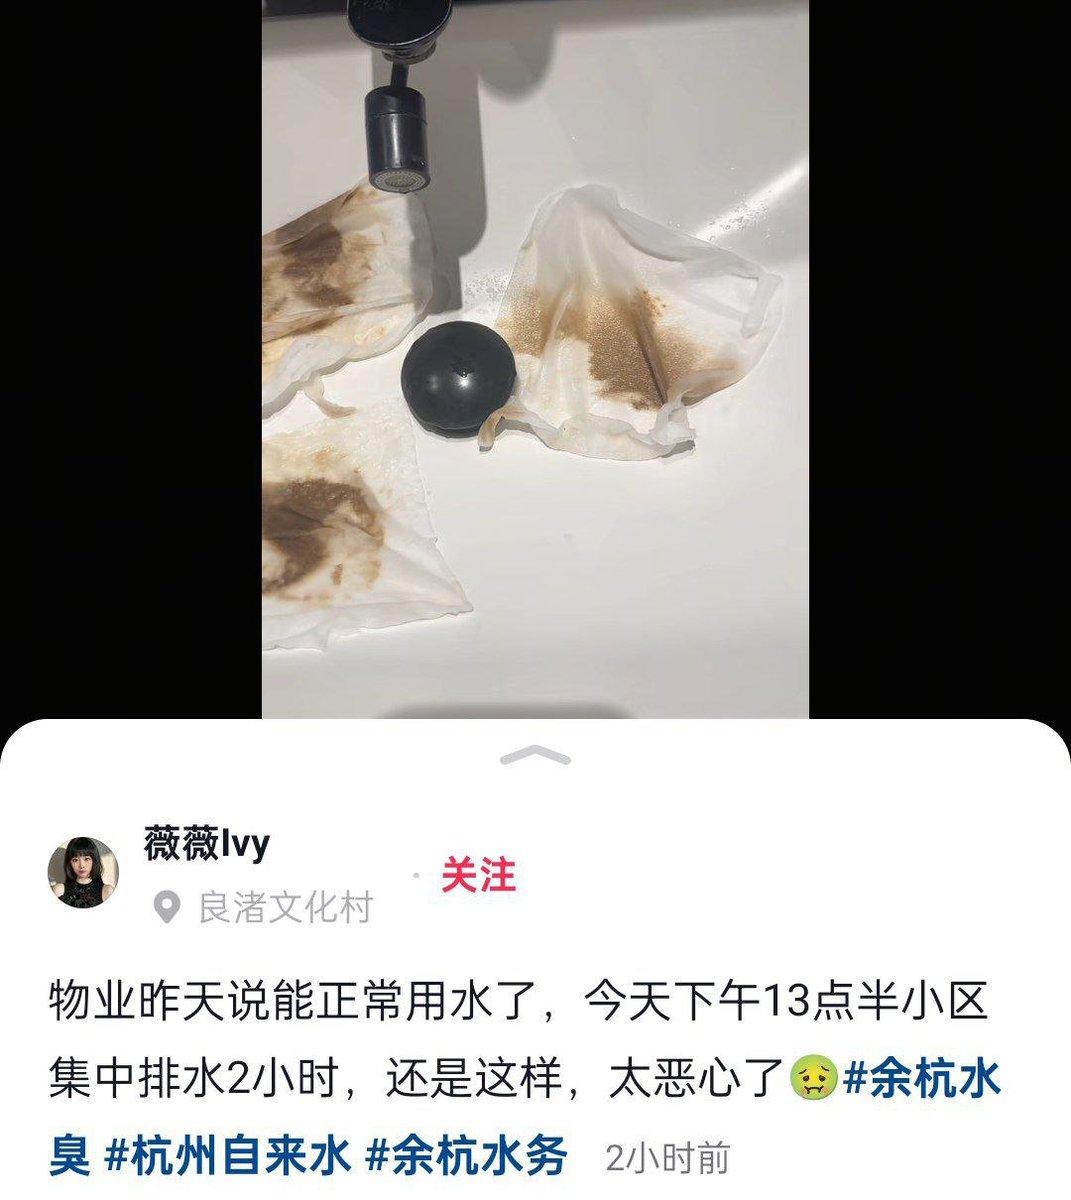 薇薇Ivy
关注
良渚文化村
物业昨天说能正常用水了，今天下午13点半小区
集中排水2小时，还是这样，太恶心了🤢#余杭水
臭 #杭州自来水 #余杭水务 2小时前